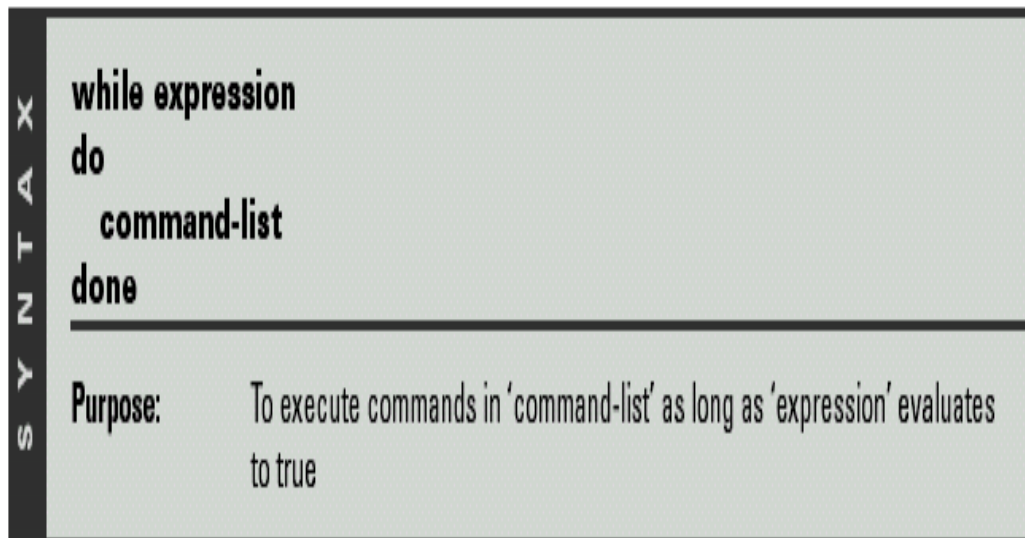 SYNTAX
while expression
do
command-list
done
Purpose: To execute commands in ‘command-list’ as long as ‘expression’ evaluates
to true